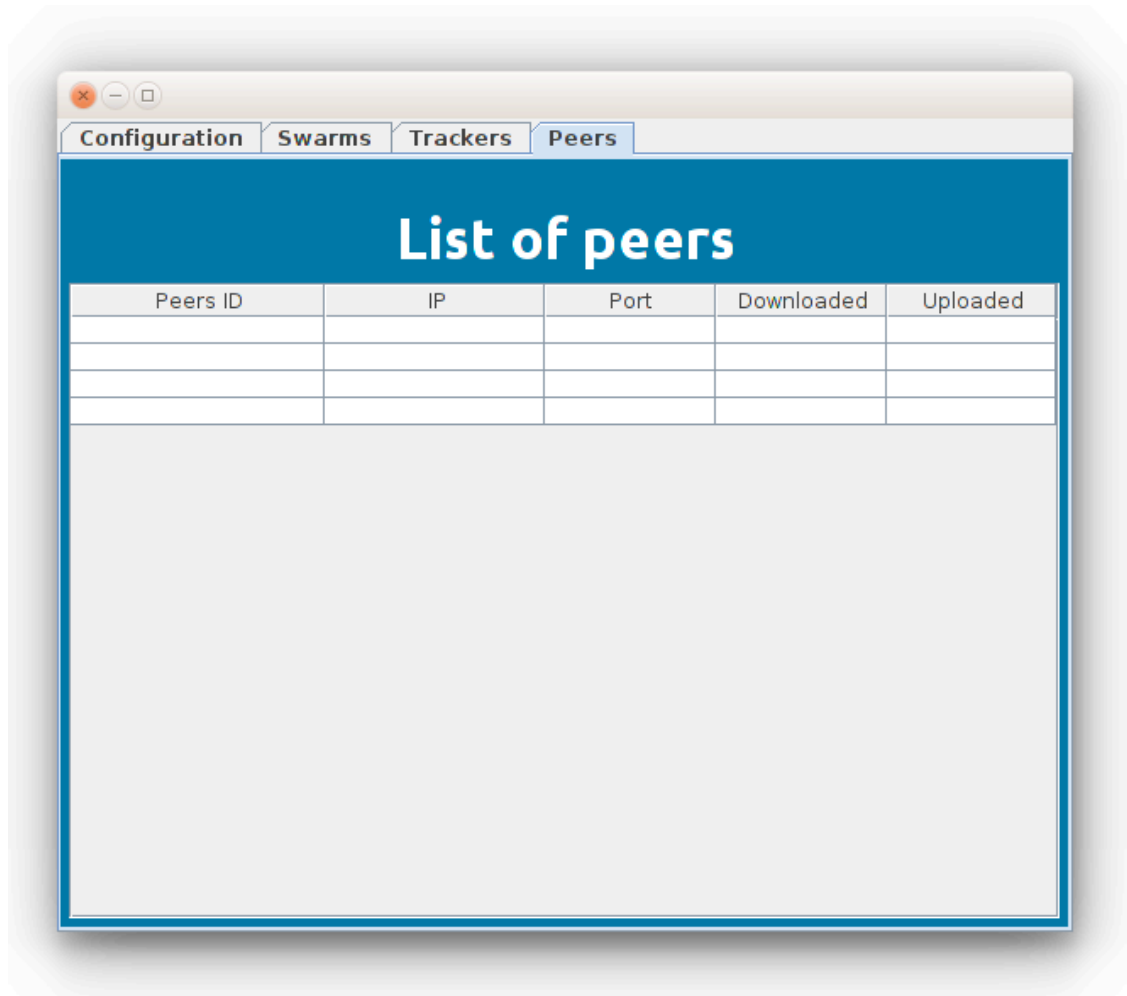 Configuration Swarms Trackers Peers
List of peers
Peers ID IP Port Downloaded Uploaded